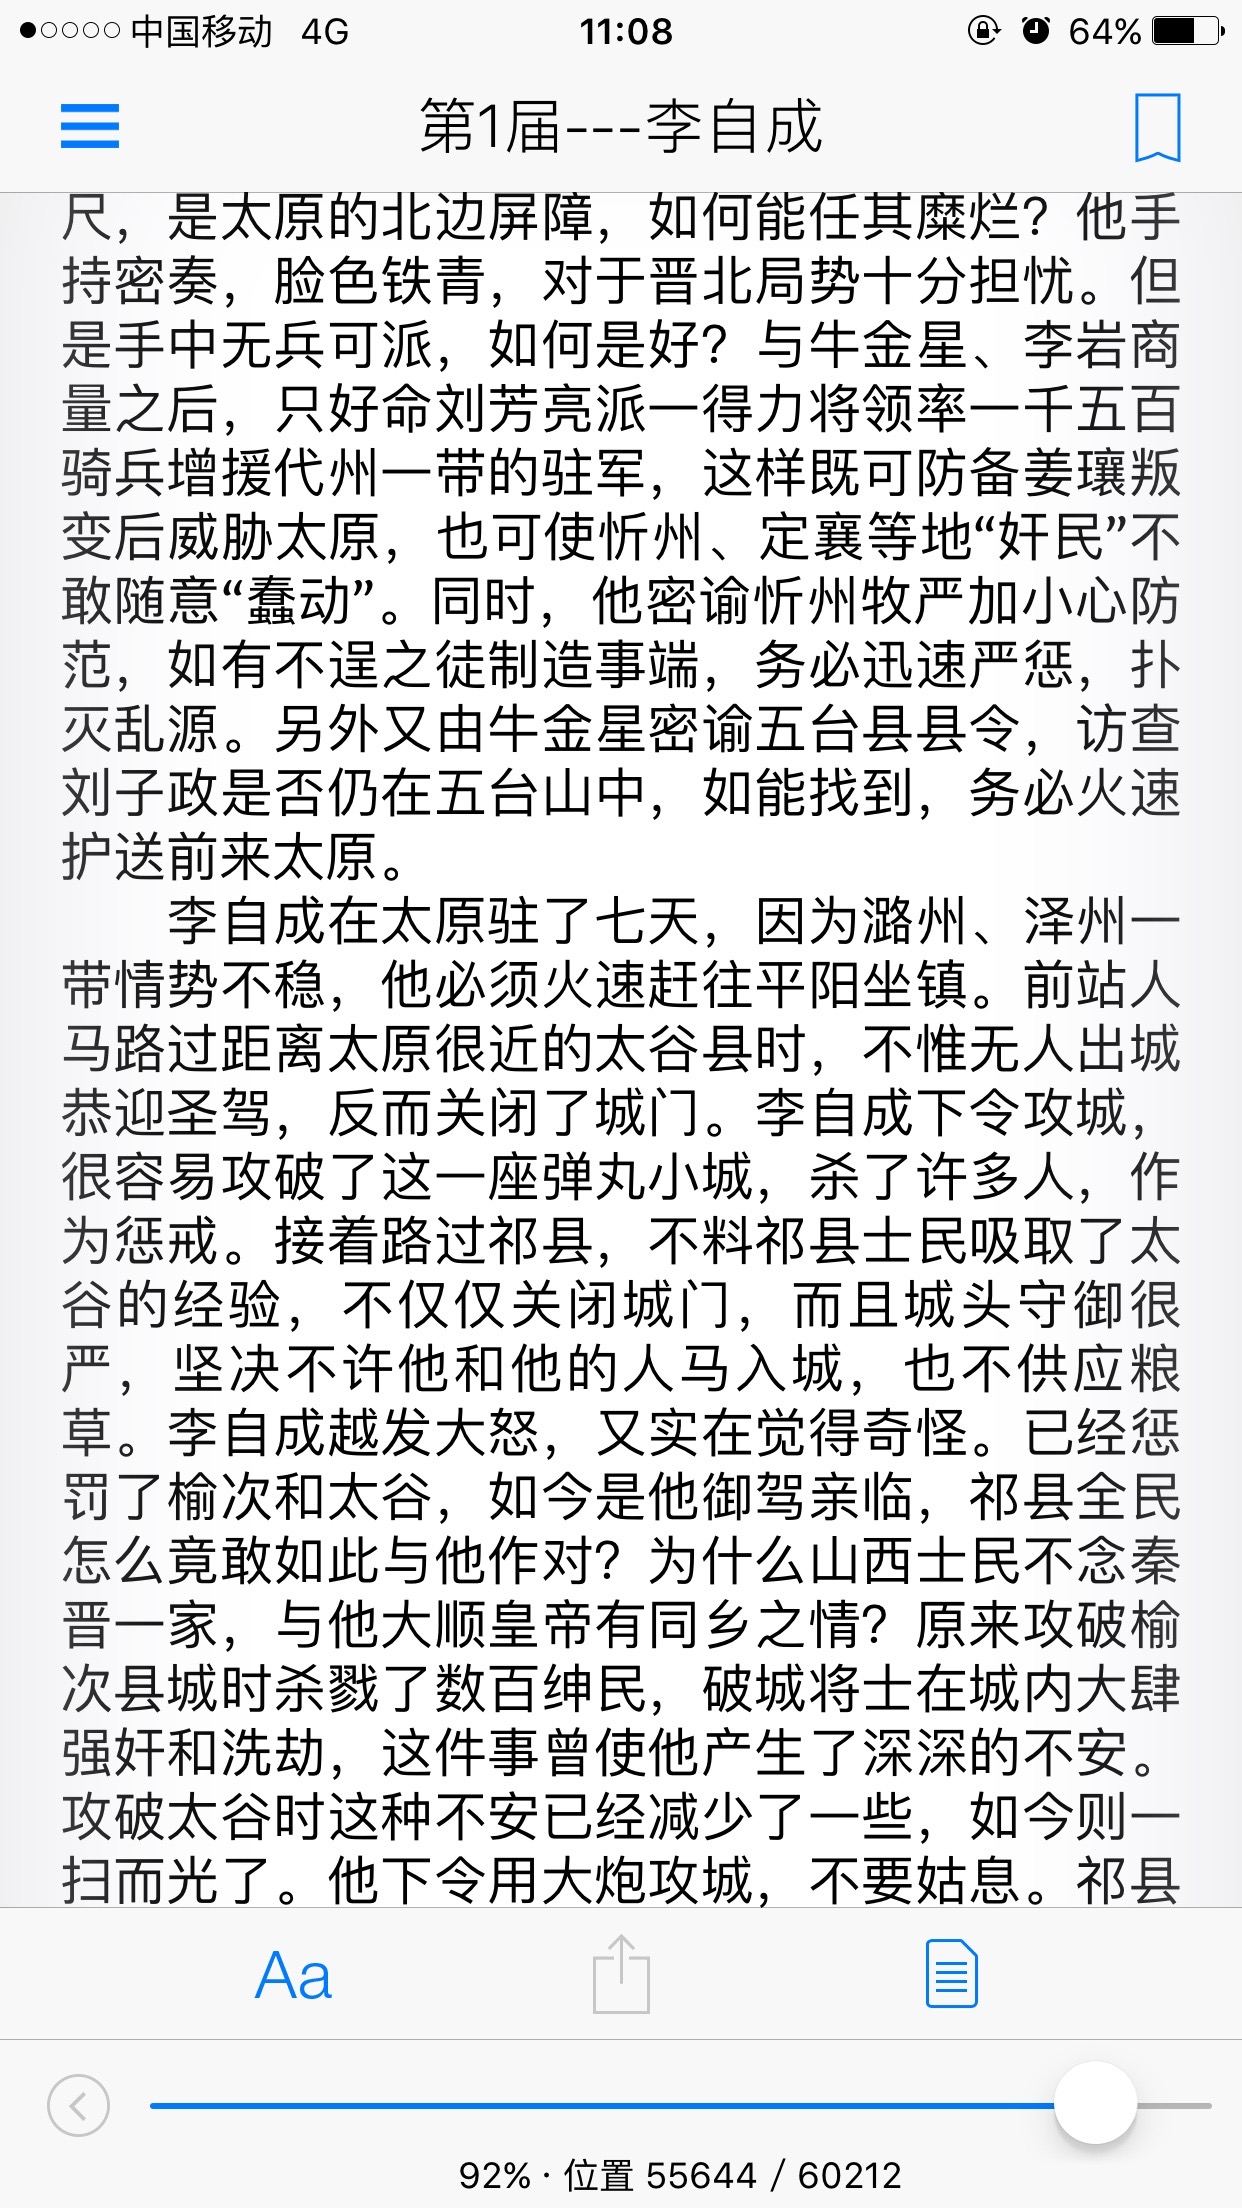 中国移动 4G 11:08 64%
第1届---李自成
尺，是太原的北边屏障，如何能任其糜烂？他手
持密奏，脸色铁青，对于晋北局势十分担忧。但
是手中无兵可派，如何是好？与牛金星、李岩商
量之后，只好命刘芳亮派一得力将领率一千五百
骑兵增援代州一带的驻军，这样既可防备姜瓖叛
变后威胁太原，也可使忻州、定襄等地“奸民”不
敢随意“蠢动”。同时，他密谕忻州牧严加小心防
范，如有不逞之徒制造事端，务必迅速严惩，扑
灭乱源。另外又由牛金星密谕五台县县令，访查
刘子政是否仍在五台山中，如能找到，务必火速
护送前来太原。
李自成在太原驻了七天，因为潞州、泽州一
带情势不稳，他必须火速赶往平阳坐镇。前站人
马路过距离太原很近的太谷县时，不惟无人出城
恭迎圣驾，反而关闭了城门。李自成下令攻城，
很容易攻破了这一座弹丸小城，杀了许多人，作
为惩戒。接着路过祁县，不料祁县士民吸取了太
谷的经验，不仅仅关闭城门，而且城头守御很
严，坚决不许他和他的人马入城，也不供应粮
草。李自成越发大怒，又实在觉得奇怪。已经惩
罚了榆次和太谷，如今是他御驾亲临，祁县全民
怎么竟敢如此与他作对？为什么山西士民不念秦
晋一家，与他大顺皇帝有同乡之情？原来攻破榆
次县城时杀戮了数百绅民，破城将士在城内大肆
强奸和洗劫，这件事曾使他产生了深深的不安。
攻破太谷时这种不安已经减少了一些，如今则一
扫而光了。他下令用大炮攻城，不要姑息。祁县
Aa
92% · 位置 55644 / 60212